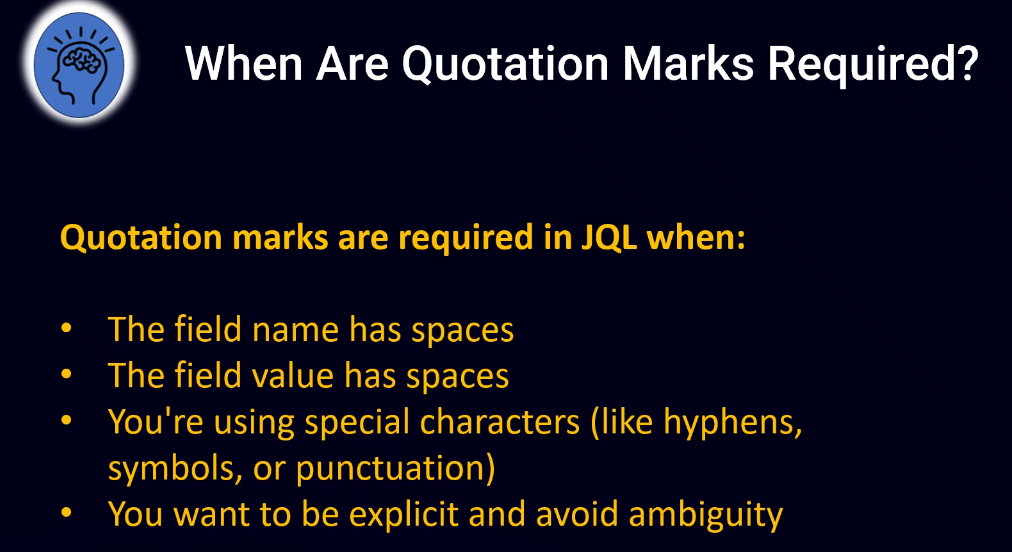 When Are Quotation Marks Required?
Quotation marks are required in JQL when:
• The field name has spaces
• The field value has spaces
• You're using special characters (like hyphens,
symbols, or punctuation)
• You want to be explicit and avoid ambiguity